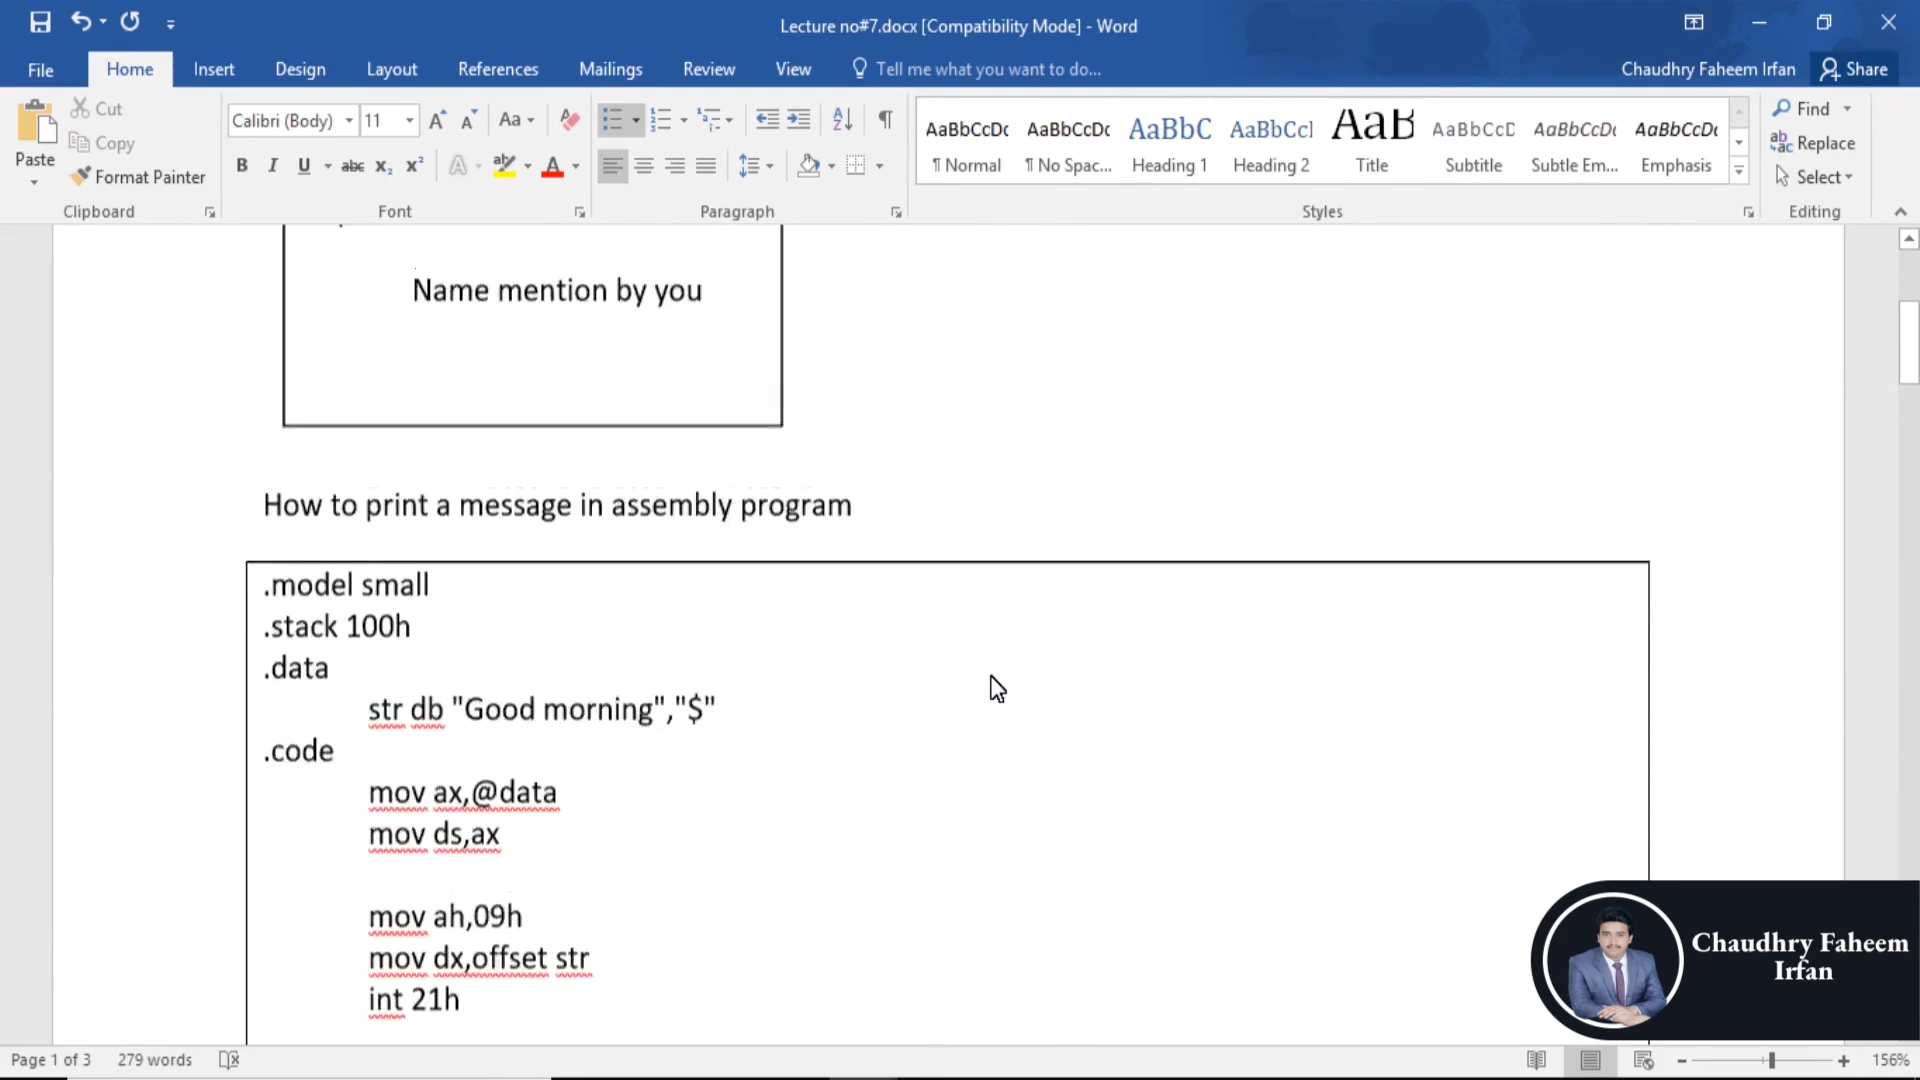 Lecture no#7.docx [Compatibility Mode] - Word
File Home Insert Design Layout References Mailings Review View Tell me what you want to do... Chaudhry Faheem Irfan Share
Paste
Cut
Copy
Format Painter
Clipboard
Calibri (Body) 11 Aa
B I U abc X₂ X² A ab A
Font
Paragraph
AaBbCcDc AaBbCcDc AaBbC AaBbCcI AaB AaBbCcD AaBbCcDc AaBbCcDc
¶ Normal ¶ No Spac... Heading 1 Heading 2 Title Subtitle Subtle Em... Emphasis
Styles
Find
Replace
Select
Editing
Name mention by you
How to print a message in assembly program
.model small
.stack 100h
.data
str db "Good morning","$"
.code
mov ax,@data
mov ds,ax
mov ah,09h
mov dx,offset str
int 21h
Chaudhry Faheem
Irfan
Page 1 of 3 279 words 156%